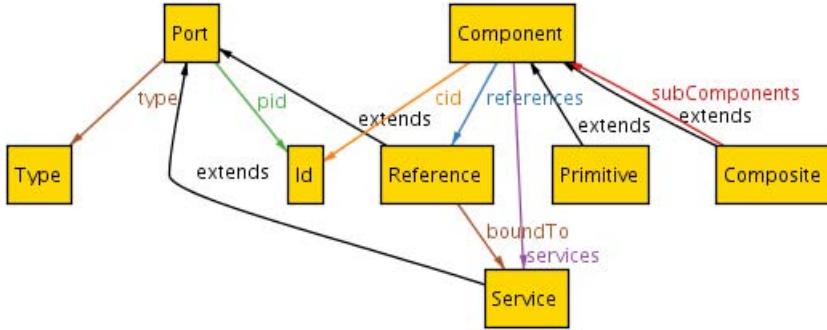 Port
Component
type
pid
cid
references
subComponents
extends
extends
extends
Type
extends
Id
Reference
Primitive
Composite
boundTo
services
Service